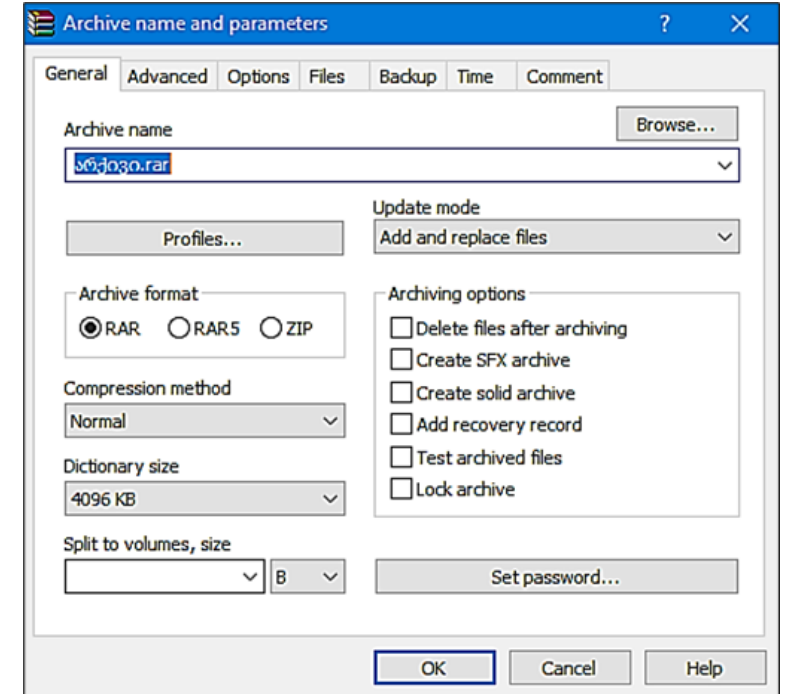 Archive name and parameters
General Advanced Options Files Backup Time Comment
Archive name
Browse...
არქივი.rar
Update mode
Profiles...
Add and replace files
Archive format
RAR RAR5 ZIP
Archiving options
Delete files after archiving
Create SFX archive
Create solid archive
Add recovery record
Test archived files
Lock archive
Compression method
Normal
Dictionary size
4096 KB
Split to volumes, size
B
Set password...
OK Cancel Help